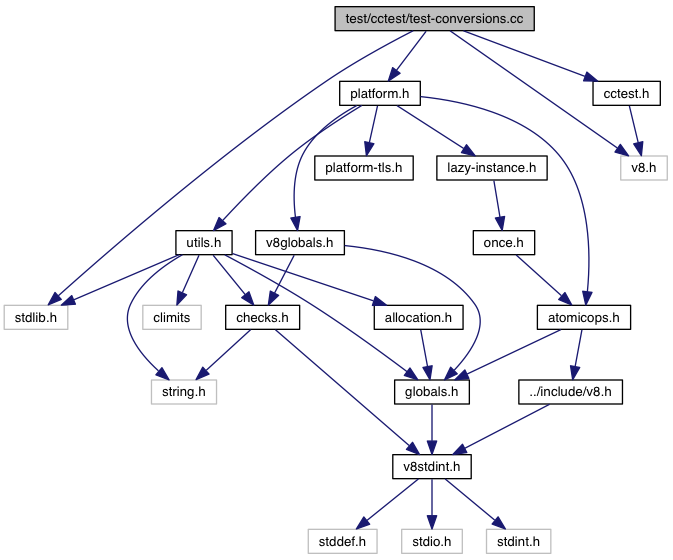 test/cctest/test-conversions.cc
platform.h
cctest.h
platform-tls.h
lazy-instance.h
v8.h
utils.h
v8globals.h
once.h
stdlib.h
climits
checks.h
allocation.h
atomicops.h
string.h
globals.h
../include/v8.h
v8stdint.h
stddef.h
stdio.h
stdint.h